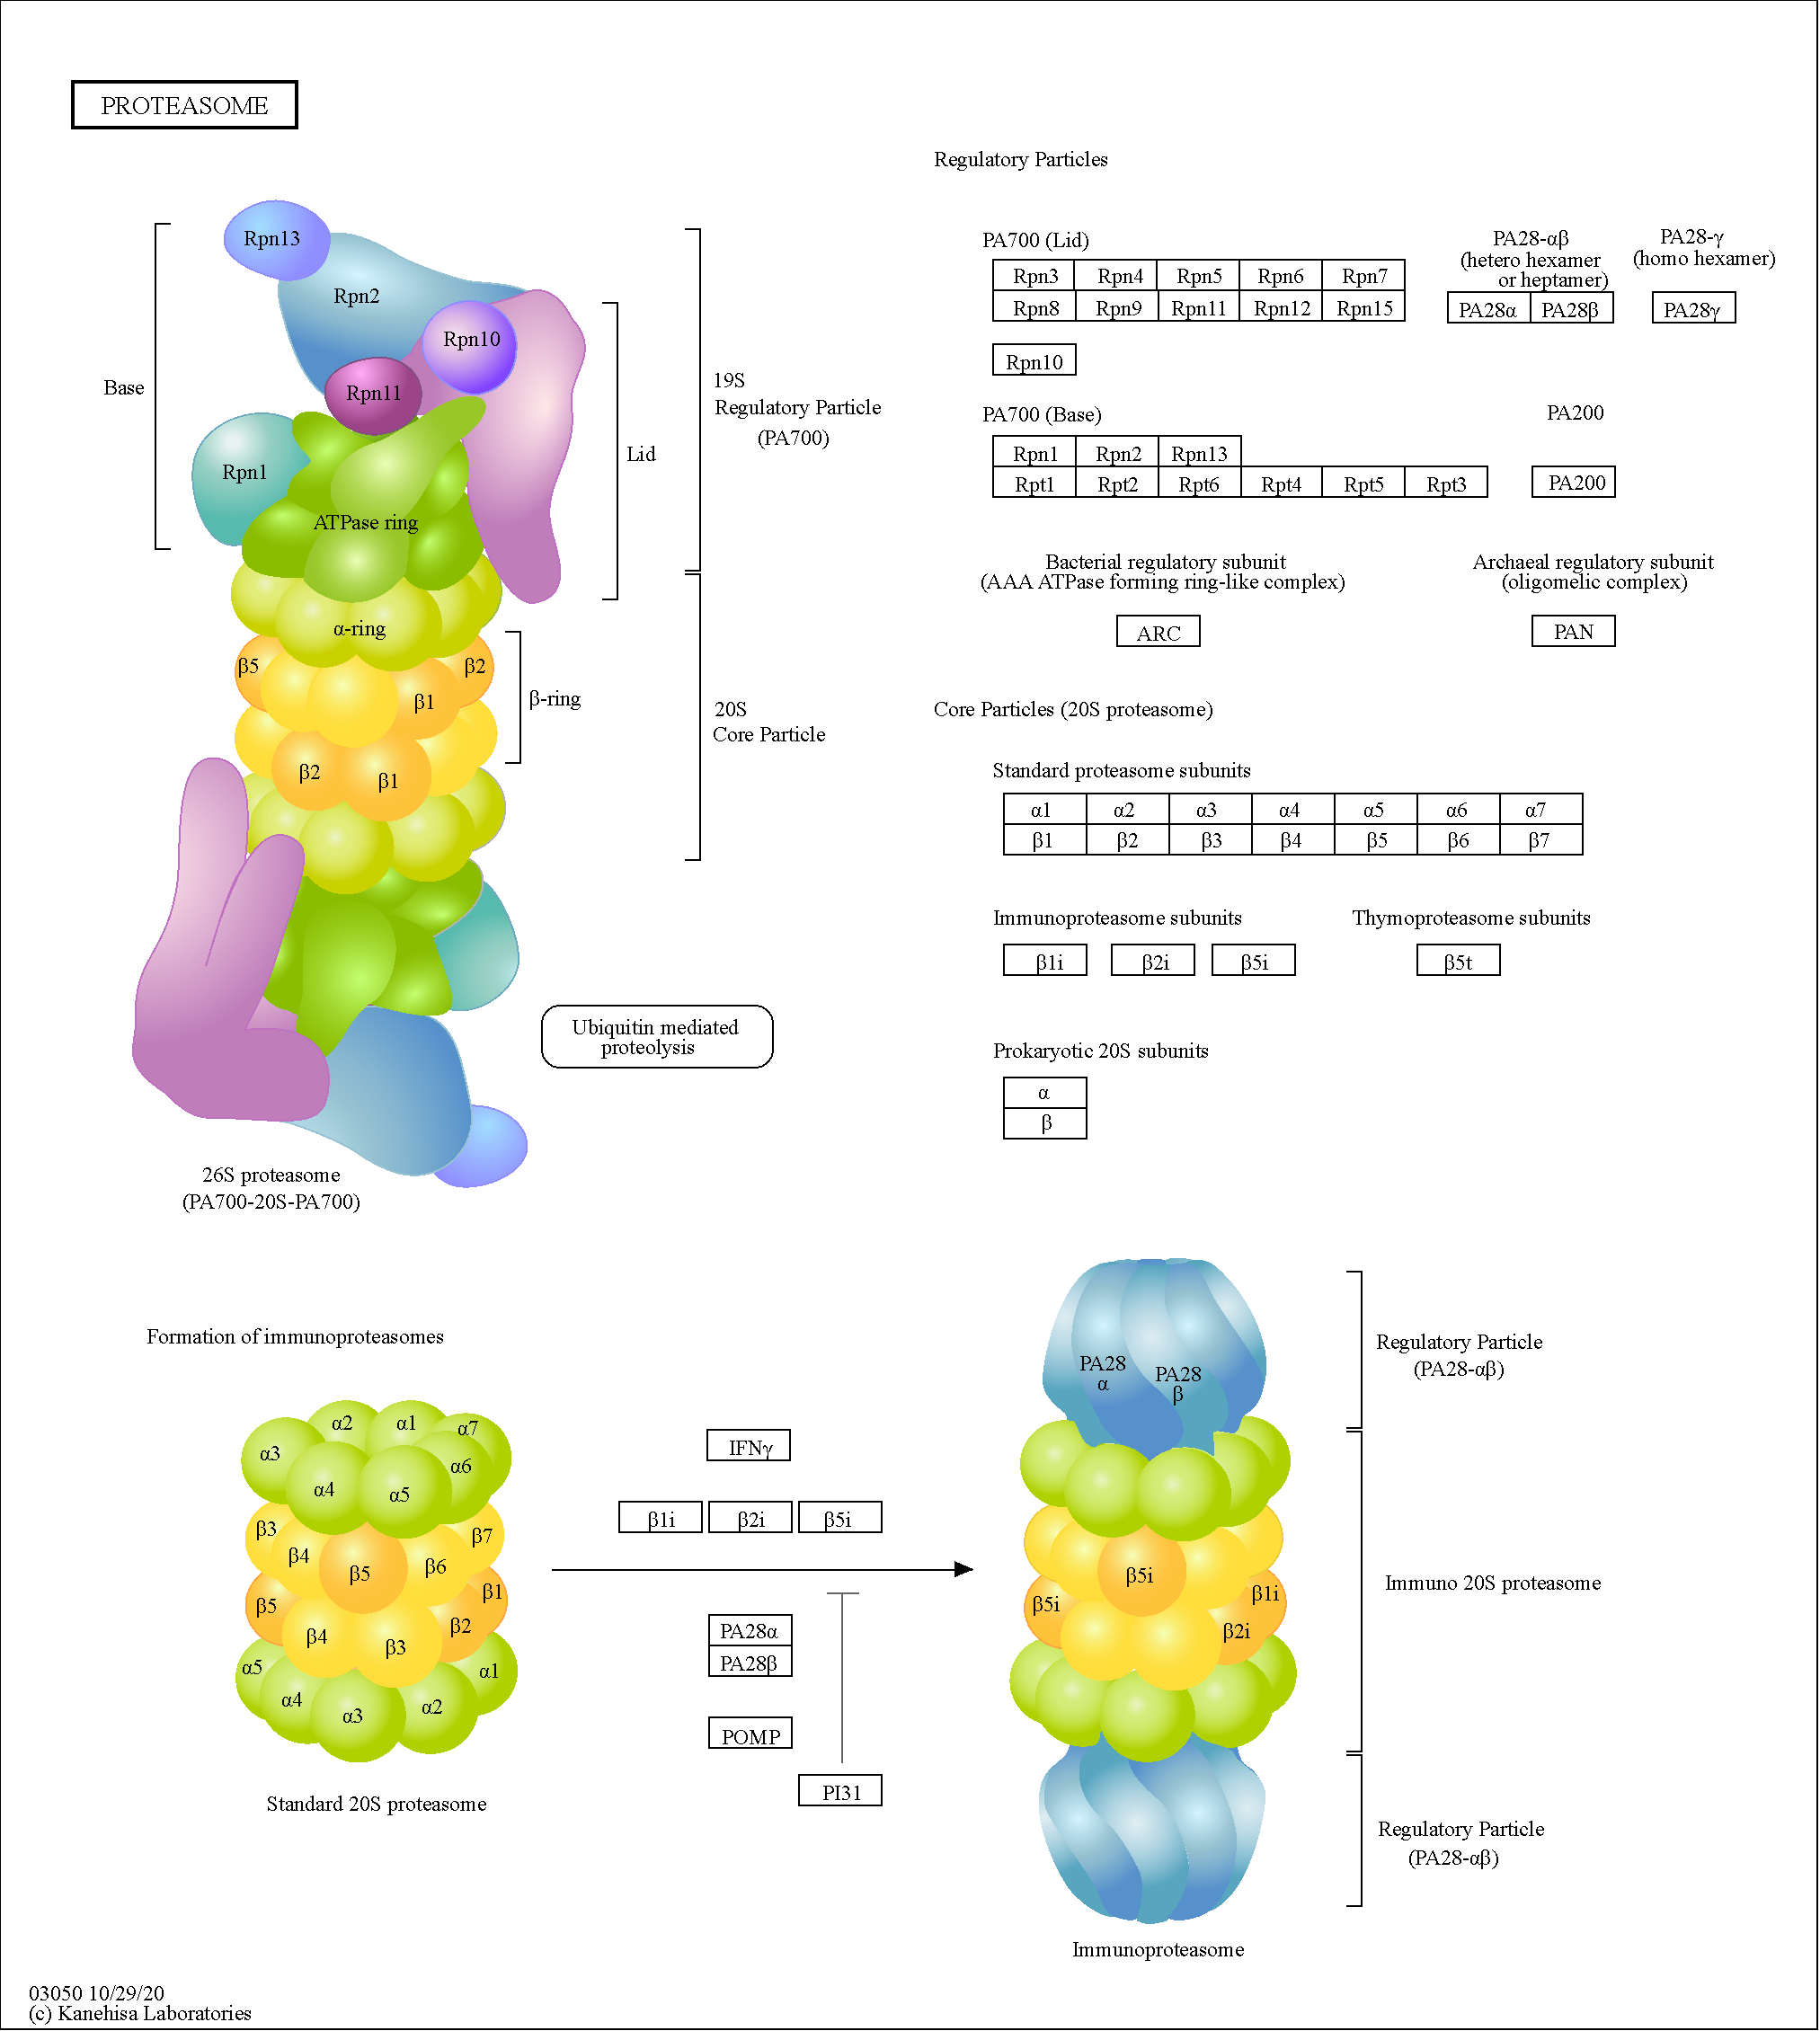 PROTEASOME
Rpn13
Rpn2
Rpn10
Rpn11
Rpn1
ATPase ring
α-ring
β5
β2
β1
β2
β1
Base
Lid
β-ring
19S
Regulatory Particle
(PA700)
20S
Core Particle
Ubiquitin mediated
proteolysis
26S proteasome
(PA700-20S-PA700)
Regulatory Particles
PA700 (Lid)
Rpn3 Rpn4 Rpn5 Rpn6 Rpn7
Rpn8 Rpn9 Rpn11 Rpn12 Rpn15
Rpn10
PA28-αβ
(hetero hexamer
or heptamer)
PA28α PA28β
PA28-γ
(homo hexamer)
PA28γ
PA700 (Base)
Rpn1 Rpn2 Rpn13
Rpt1 Rpt2 Rpt6 Rpt4 Rpt5 Rpt3
PA200
PA200
Bacterial regulatory subunit
(AAA ATPase forming ring-like complex)
ARC
Archaeal regulatory subunit
(oligomelic complex)
PAN
Core Particles (20S proteasome)
Standard proteasome subunits
α1 α2 α3 α4 α5 α6 α7
β1 β2 β3 β4 β5 β6 β7
Immunoproteasome subunits
β1i β2i β5i
Thymoproteasome subunits
β5t
Prokaryotic 20S subunits
α
β
Formation of immunoproteasomes
α2 α1 α7
α3 α6
α4 α5
β3 β7
β4 β5 β6
β5 β1
β4 β3 β2
α5 α1
α4 α3 α2
Standard 20S proteasome
IFNγ
β1i β2i β5i
PA28α
PA28β
POMP
PI31
PA28
α
PA28
β
β5i
β5i
β1i
β2i
Regulatory Particle
(PA28-αβ)
Immuno 20S proteasome
Regulatory Particle
(PA28-αβ)
Immunoproteasome
03050 10/29/20
(c) Kanehisa Laboratories